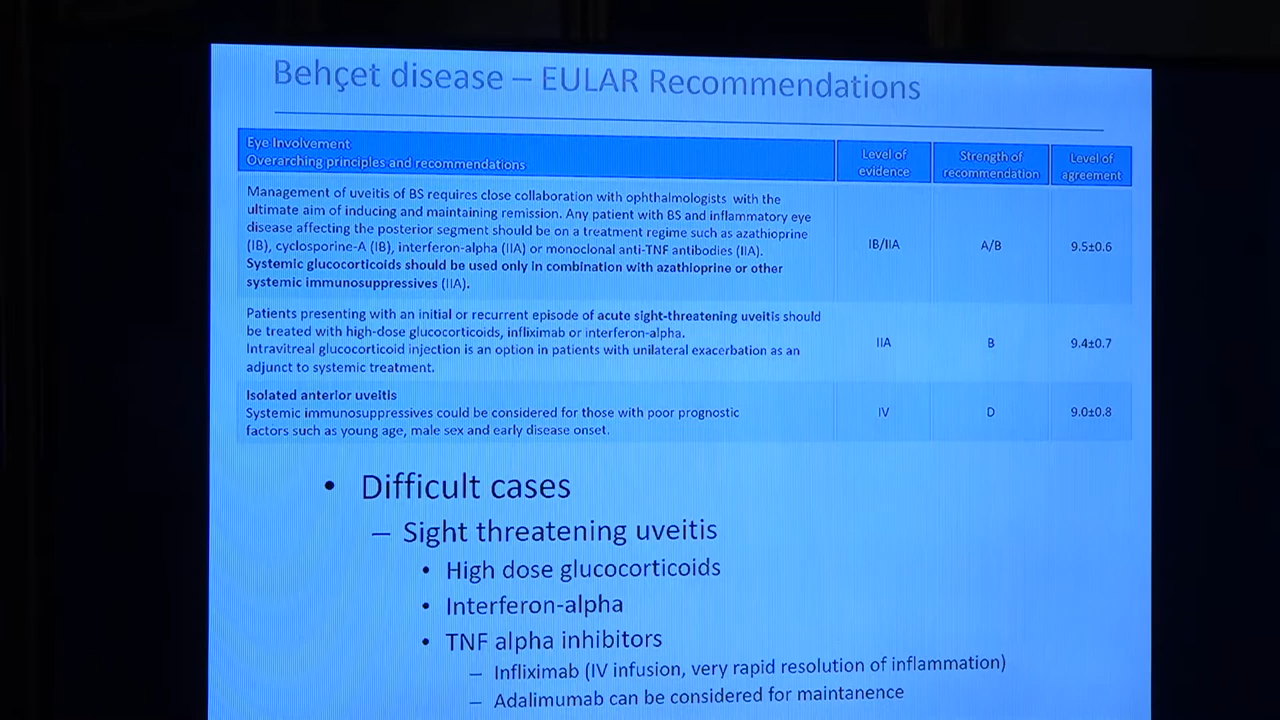 Behçet disease – EULAR Recommendations
Eye Involvement
Overarching principles and recommendations
Level of
evidence
Strength of
recommendation
Level of
agreement
Management of uveitis of BS requires close collaboration with ophthalmologists with the
ultimate aim of inducing and maintaining remission. Any patient with BS and inflammatory eye
disease affecting the posterior segment should be on a treatment regime such as azathioprine
(IB), cyclosporine-A (IB), interferon-alpha (IIA) or monoclonal anti-TNF antibodies (IIA).
Systemic glucocorticoids should be used only in combination with azathioprine or other
systemic immunosuppressives (IIA).
IB/IIA
A/B
9.5±0.6
Patients presenting with an initial or recurrent episode of acute sight-threatening uveitis should
be treated with high-dose glucocorticoids, infliximab or interferon-alpha.
Intravitreal glucocorticoid injection is an option in patients with unilateral exacerbation as an
adjunct to systemic treatment.
IIA
B
9.4±0.7
Isolated anterior uveitis
Systemic immunosuppressives could be considered for those with poor prognostic
factors such as young age, male sex and early disease onset.
IV
D
9.0±0.8
• Difficult cases
– Sight threatening uveitis
• High dose glucocorticoids
• Interferon-alpha
• TNF alpha inhibitors
– Infliximab (IV infusion, very rapid resolution of inflammation)
– Adalimumab can be considered for maintanence